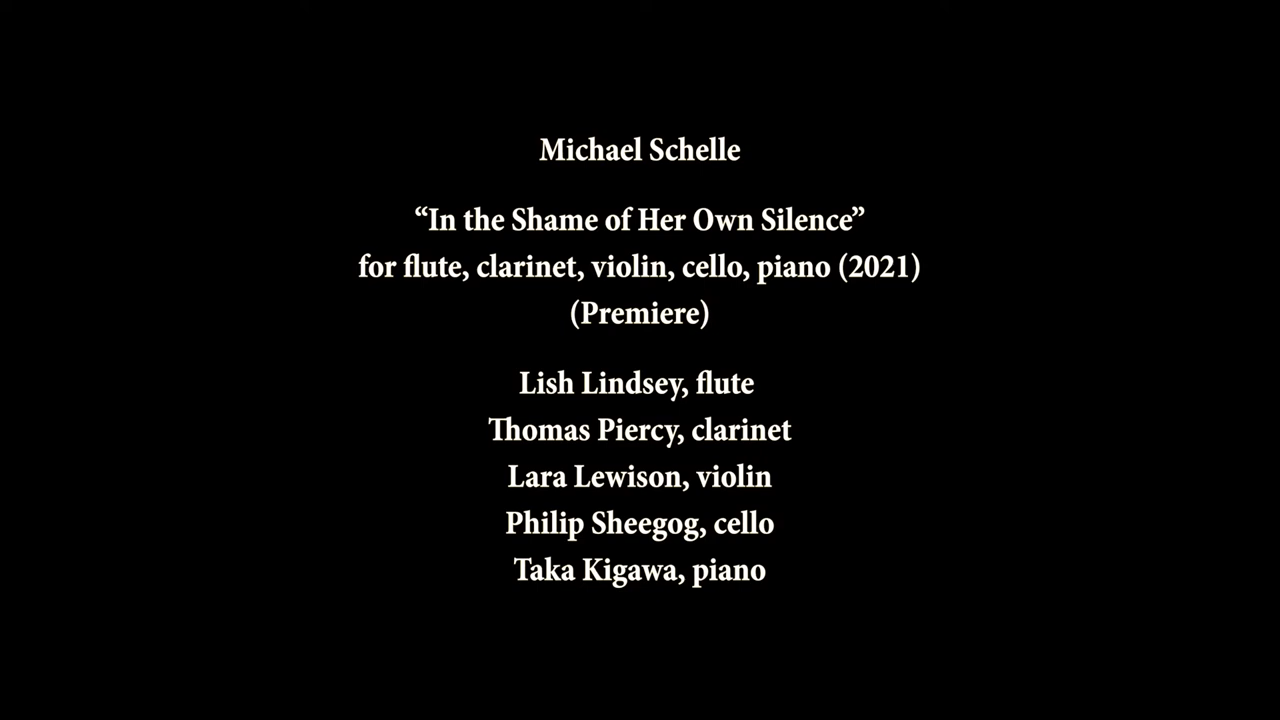 Michael Schelle
“In the Shame of Her Own Silence”
for flute, clarinet, violin, cello, piano (2021)
(Premiere)
Lish Lindsey, flute
Thomas Piercy, clarinet
Lara Lewison, violin
Philip Sheegog, cello
Taka Kigawa, piano